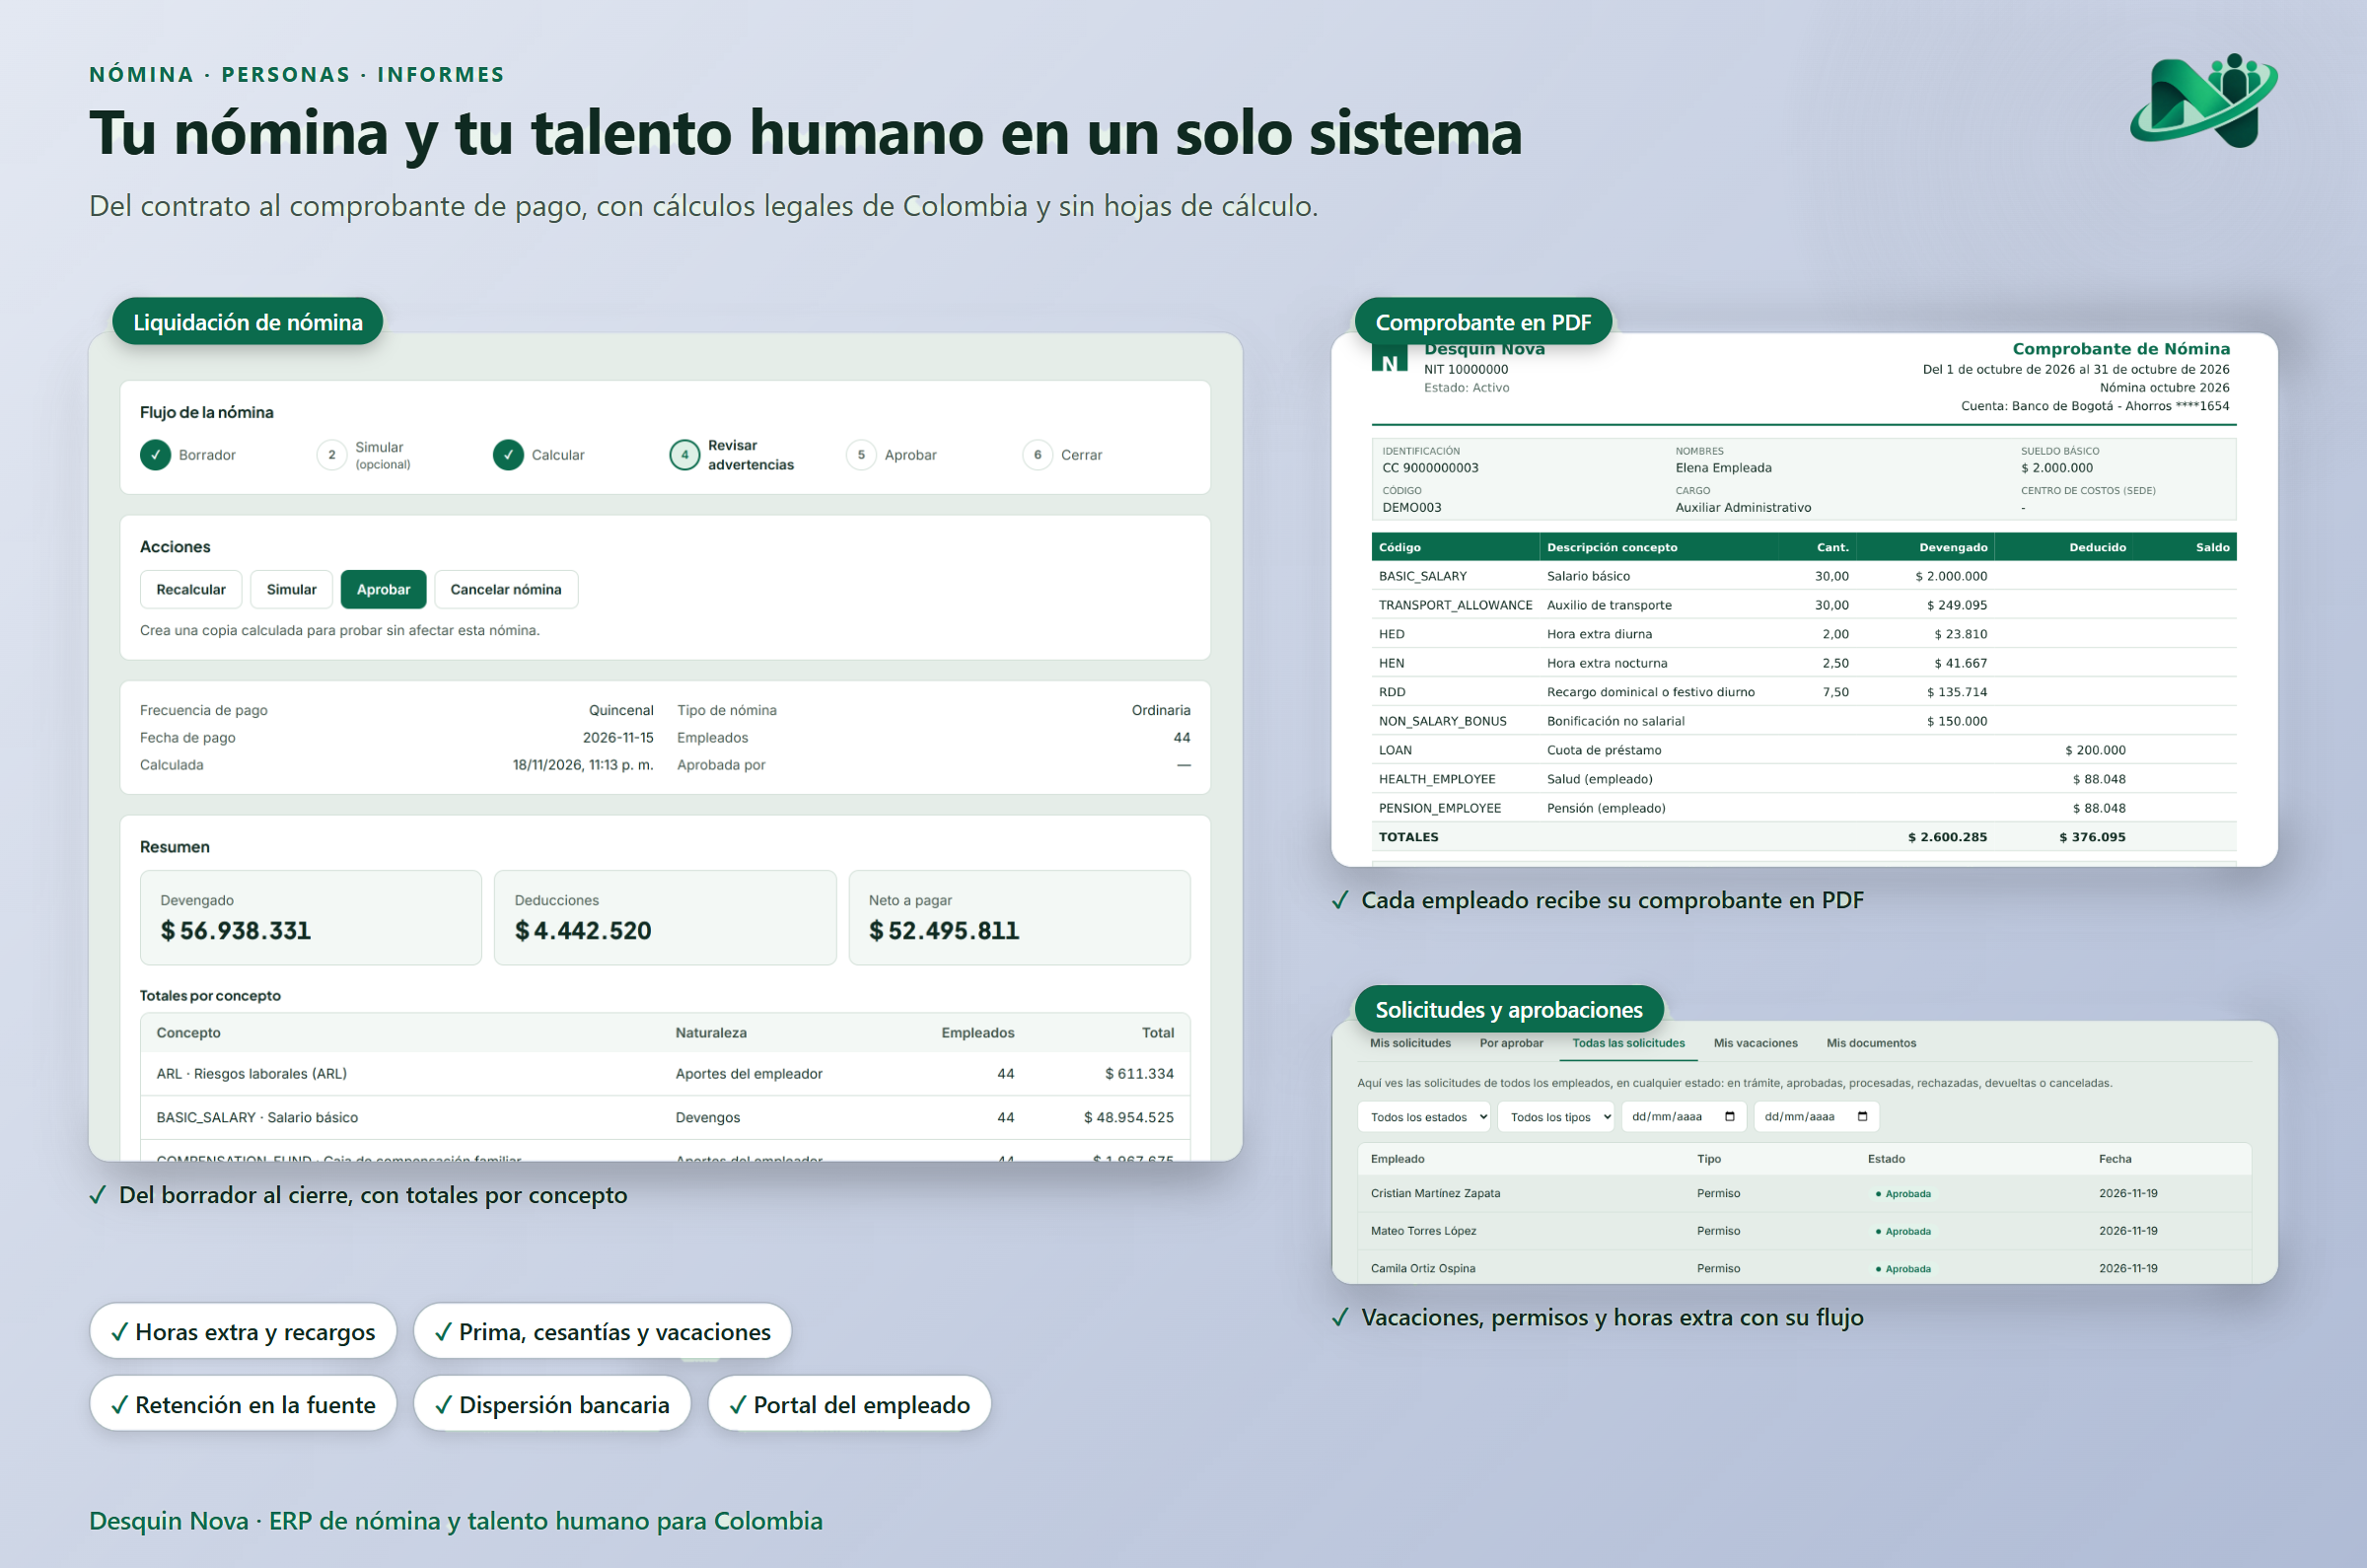 NÓMINA · PERSONAS · INFORMES
Tu nómina y tu talento humano en un solo sistema
Del contrato al comprobante de pago, con cálculos legales de Colombia y sin hojas de cálculo.
Liquidación de nómina
Flujo de la nómina
✓ Borrador
2 Simular
(opcional)
✓ Calcular
4 Revisar
advertencias
5 Aprobar
6 Cerrar
Acciones
Recalcular Simular Aprobar Cancelar nómina
Crea una copia calculada para probar sin afectar esta nómina.
Frecuencia de pago Quincenal Tipo de nómina Ordinaria
Fecha de pago 2026-11-15 Empleados 44
Calculada 18/11/2026, 11:13 p. m. Aprobada por —
Resumen
Devengado Deducciones Neto a pagar
$ 56.938.331 $ 4.442.520 $ 52.495.811
Totales por concepto
Concepto Naturaleza Empleados Total
ARL · Riesgos laborales (ARL) Aportes del empleador 44 $ 611.334
BASIC_SALARY · Salario básico Devengos 44 $ 48.954.525
COMPENSATION_FUND · Caja de compensación familiar Aportes del empleador 44 $ 1.967.675
✓ Del borrador al cierre, con totales por concepto
✓ Horas extra y recargos ✓ Prima, cesantías y vacaciones
✓ Retención en la fuente ✓ Dispersión bancaria ✓ Portal del empleado
Comprobante en PDF
N Desquin Nova Comprobante de Nómina
NIT 10000000 Del 1 de octubre de 2026 al 31 de octubre de 2026
Estado: Activo Nómina octubre 2026
Cuenta: Banco de Bogotá - Ahorros ****1654
IDENTIFICACIÓN NOMBRES SUELDO BÁSICO
CC 9000000003 Elena Empleada $ 2.000.000
CÓDIGO CARGO CENTRO DE COSTOS (SEDE)
DEMO003 Auxiliar Administrativo -
Código Descripción concepto Cant. Devengado Deducido Saldo
BASIC_SALARY Salario básico 30,00 $ 2.000.000
TRANSPORT_ALLOWANCE Auxilio de transporte 30,00 $ 249.095
HED Hora extra diurna 2,00 $ 23.810
HEN Hora extra nocturna 2,50 $ 41.667
RDD Recargo dominical o festivo diurno 7,50 $ 135.714
NON_SALARY_BONUS Bonificación no salarial $ 150.000
LOAN Cuota de préstamo $ 200.000
HEALTH_EMPLOYEE Salud (empleado) $ 88.048
PENSION_EMPLOYEE Pensión (empleado) $ 88.048
TOTALES $ 2.600.285 $ 376.095
✓ Cada empleado recibe su comprobante en PDF
Solicitudes y aprobaciones
Mis solicitudes Por aprobar Todas las solicitudes Mis vacaciones Mis documentos
Aquí ves las solicitudes de todos los empleados, en cualquier estado: en trámite, aprobadas, procesadas, rechazadas, devueltas o canceladas.
Todos los estados Todos los tipos dd/mm/aaaa dd/mm/aaaa
Empleado Tipo Estado Fecha
Cristian Martínez Zapata Permiso • Aprobada 2026-11-19
Mateo Torres López Permiso • Aprobada 2026-11-19
Camila Ortiz Ospina Permiso • Aprobada 2026-11-19
✓ Vacaciones, permisos y horas extra con su flujo
Desquin Nova · ERP de nómina y talento humano para Colombia